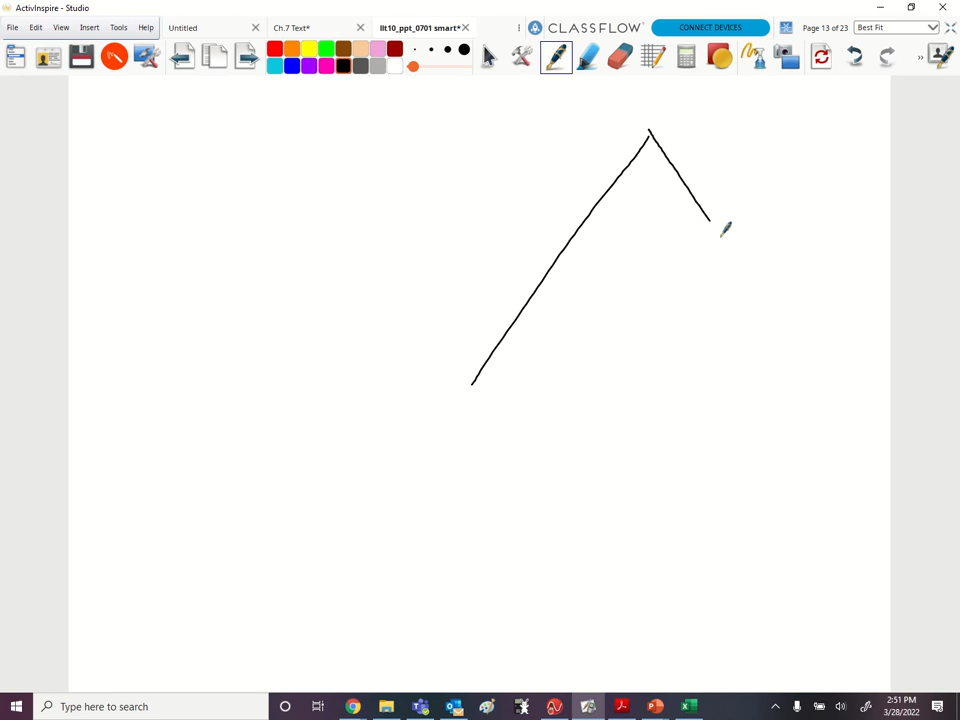 ActivInspire - Studio
File Edit View Insert Tools Help Untitled Ch.7 Text* llt10_ppt_0701 smart* CLASSFLOW CONNECT DEVICES Page 13 of 23 Best Fit
»
Type here to search
2:51 PM
3/28/2022